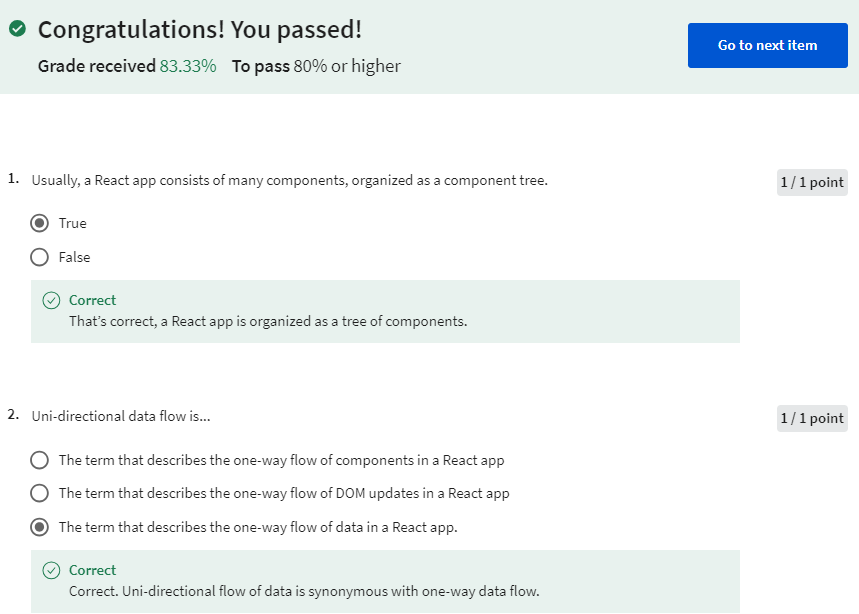 Congratulations! You passed!
Grade received 83.33% To pass 80% or higher
Go to next item
1. Usually, a React app consists of many components, organized as a component tree.
1 / 1 point
True
False
Correct
That's correct, a React app is organized as a tree of components.
2. Uni-directional data flow is...
1 / 1 point
The term that describes the one-way flow of components in a React app
The term that describes the one-way flow of DOM updates in a React app
The term that describes the one-way flow of data in a React app.
Correct
Correct. Uni-directional flow of data is synonymous with one-way data flow.